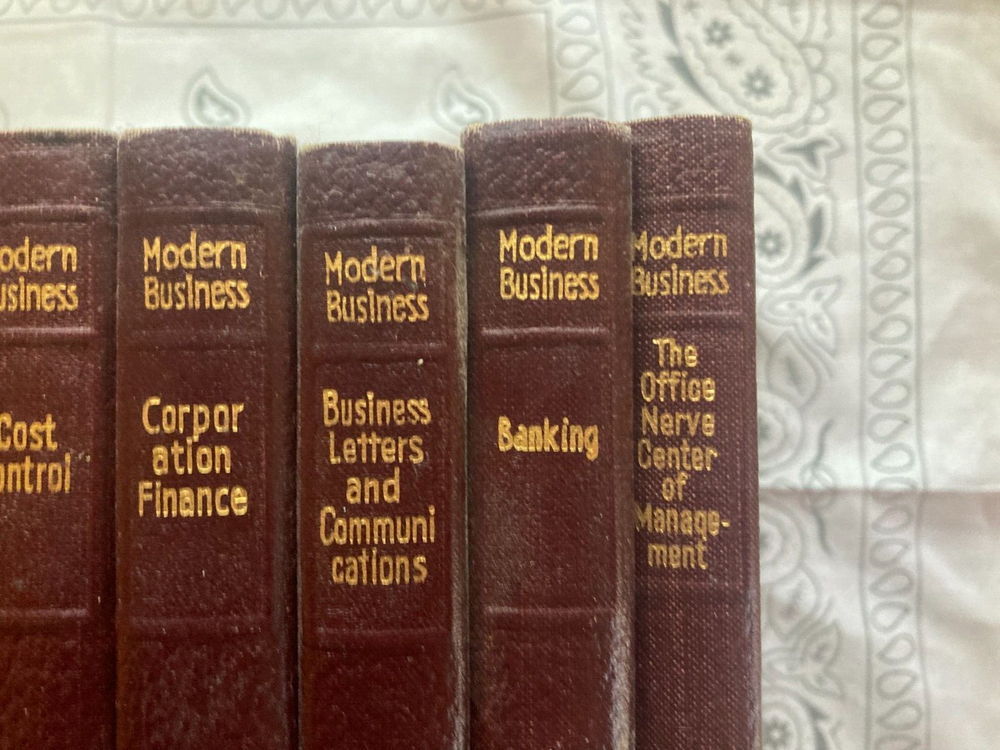 odern
usiness
Cost
ontrol
Modern
Business
Corpor
ation
Finance
Modern
Business
Business
Letters
and
Communi
cations
Modern
Business
Banking
Modern
Business
The
Office
Nerve
Center
of
Manage-
ment